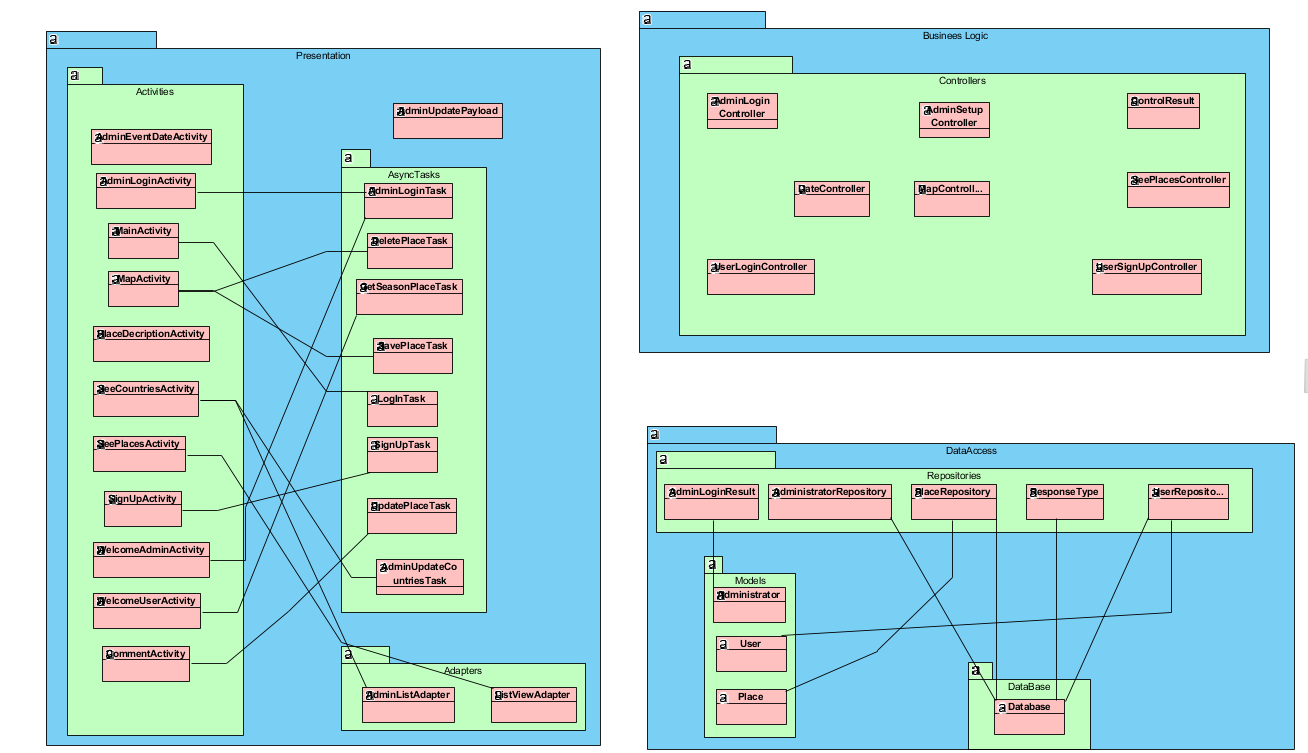 Presentation
Activities
AdminEventDateActivity
AdminLoginActivity
MainActivity
MapActivity
PlaceDecriptionActivity
SeeCountriesActivity
SeePlacesActivity
SignUpActivity
WelcomeAdminActivity
WelcomeUserActivity
CommentActivity
AdminUpdatePayload
AsyncTasks
AdminLoginTask
DeletePlaceTask
GetSeasonPlaceTask
SavePlaceTask
LogInTask
SignUpTask
UpdatePlaceTask
AdminUpdateCo
untriesTask
Adapters
AdminListAdapter
ListViewAdapter
Businees Logic
Controllers
AdminLogin
Controller
AdminSetup
Controller
ControlResult
DateController
MapControll...
SeePlacesController
UserLoginController
UserSignUpController
DataAccess
Repositories
AdminLoginResult
AdministratorRepository
PlaceRepository
ResponseType
UserReposito...
Models
Administrator
User
Place
DataBase
Database